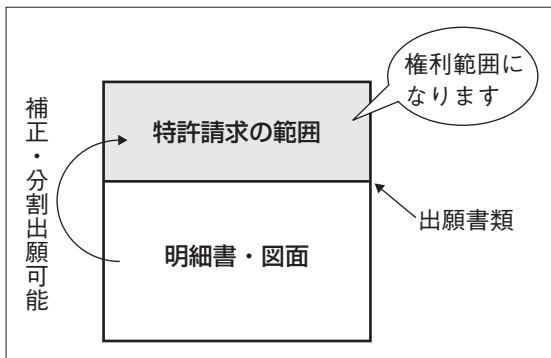 権利範囲に
なります
特許請求の範囲
補正・分割出願可能
出願書類
明細書・図面